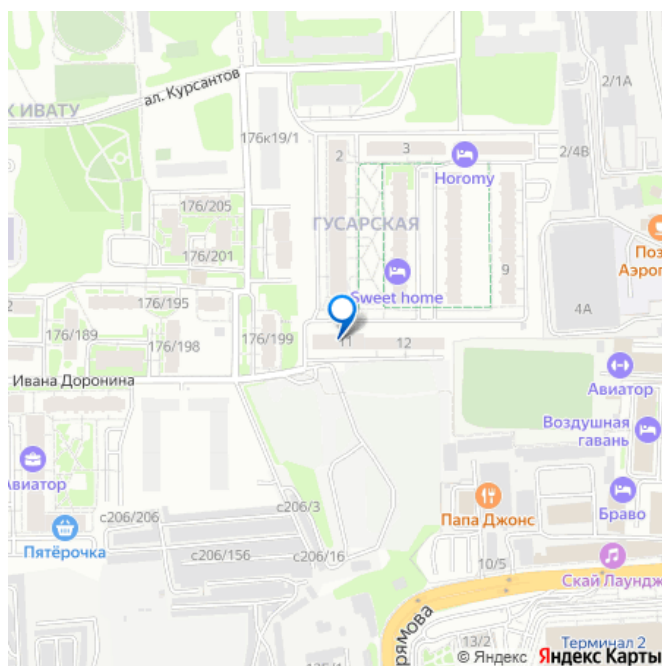 ал. Курсантов
2/1А
К ИВАТУ
176к19/1
2
3
2/4В
Horomy
176/205
ГУСАРСКАЯ
176/201
Аэроп
9
Sweet home
176/195
2
4А
176/189
176/198
176/199
11
12
Ивана Доронина
Авиатор
Воздушная
гавань
Авиатор
с206/3
Браво
с206/206
Папа Джонс
Пятёрочка
с206/156
с206/16
10/5
Скай Лаундж
рямова
13/2
Терминал 2
© Яндекс Яндекс Карты